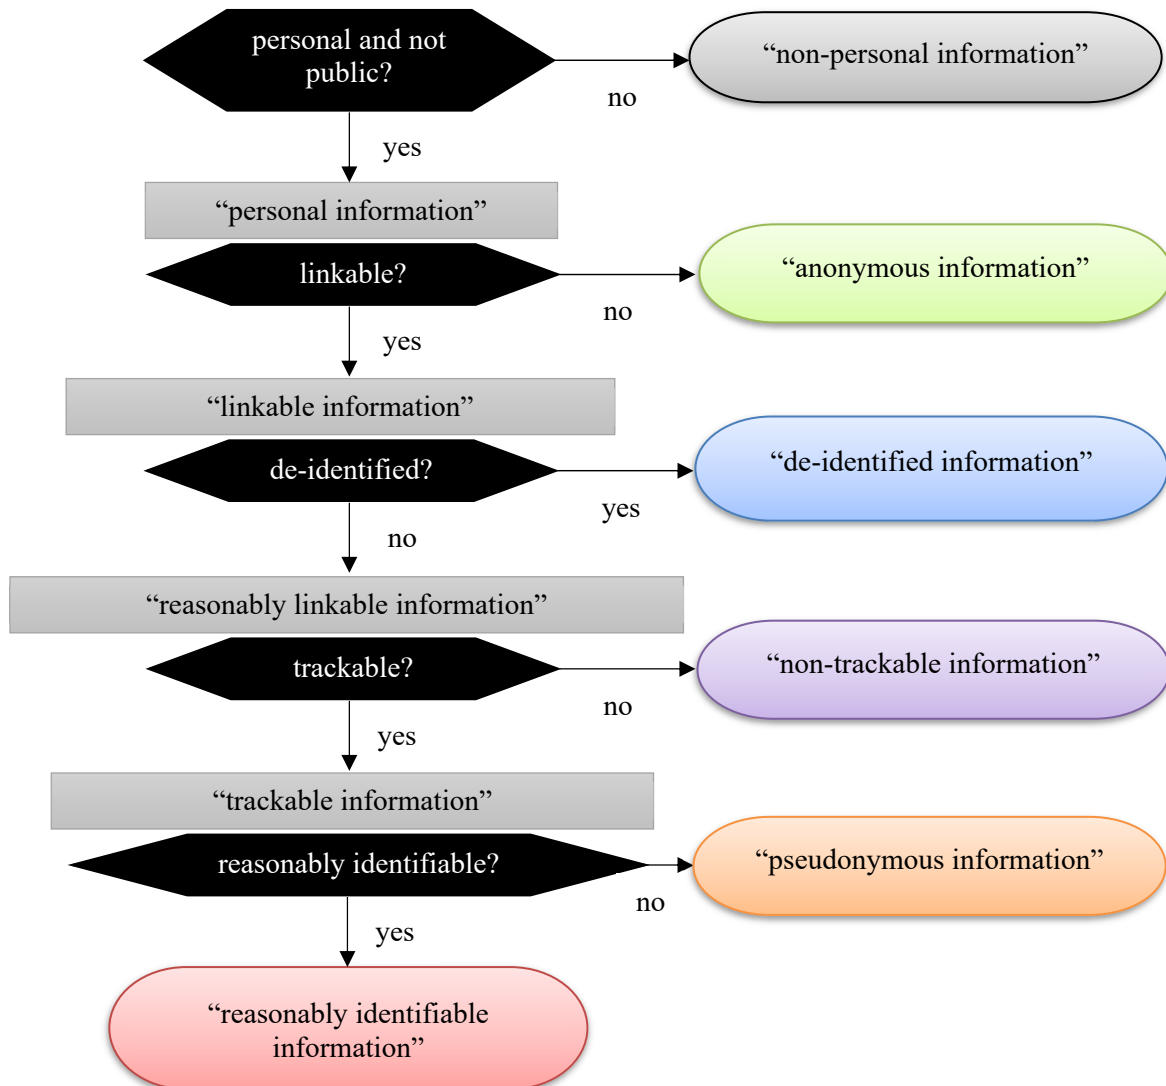 personal and not
public?
“non-personal information”
no
yes
“personal information”
linkable?
“anonymous information”
no
yes
“linkable information”
de-identified?
“de-identified information”
yes
no
“reasonably linkable information”
trackable?
“non-trackable information”
no
yes
“trackable information”
reasonably identifiable?
“pseudonymous information”
no
yes
“reasonably identifiable
information”